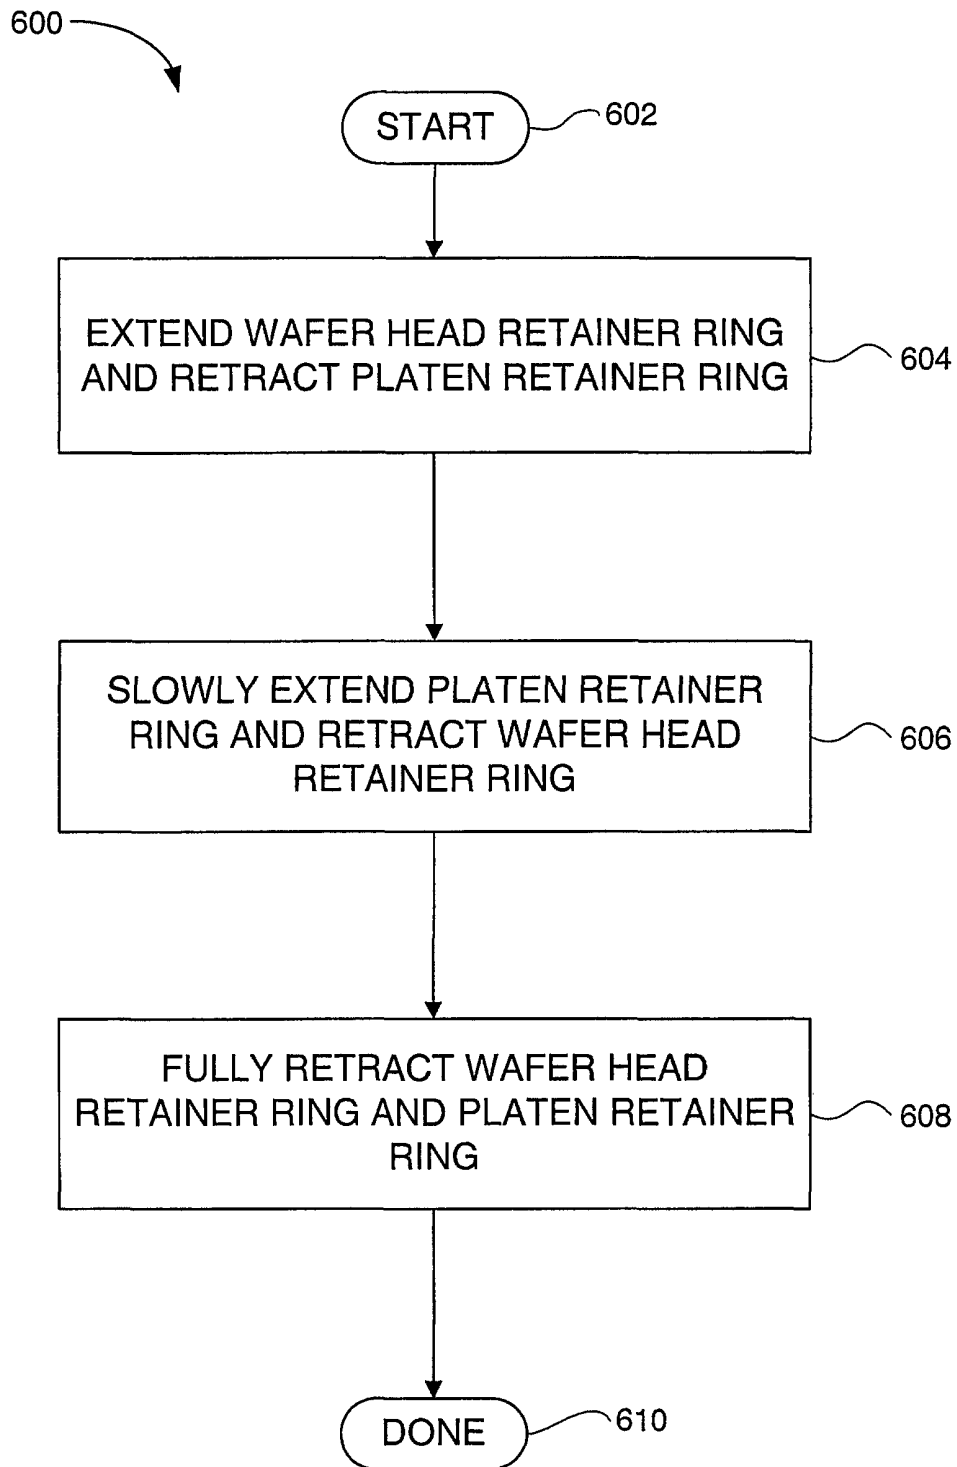 600
START
602
EXTEND WAFER HEAD RETAINER RING
AND RETRACT PLATEN RETAINER RING
604
SLOWLY EXTEND PLATEN RETAINER
RING AND RETRACT WAFER HEAD
RETAINER RING
606
FULLY RETRACT WAFER HEAD
RETAINER RING AND PLATEN RETAINER
RING
608
DONE
610